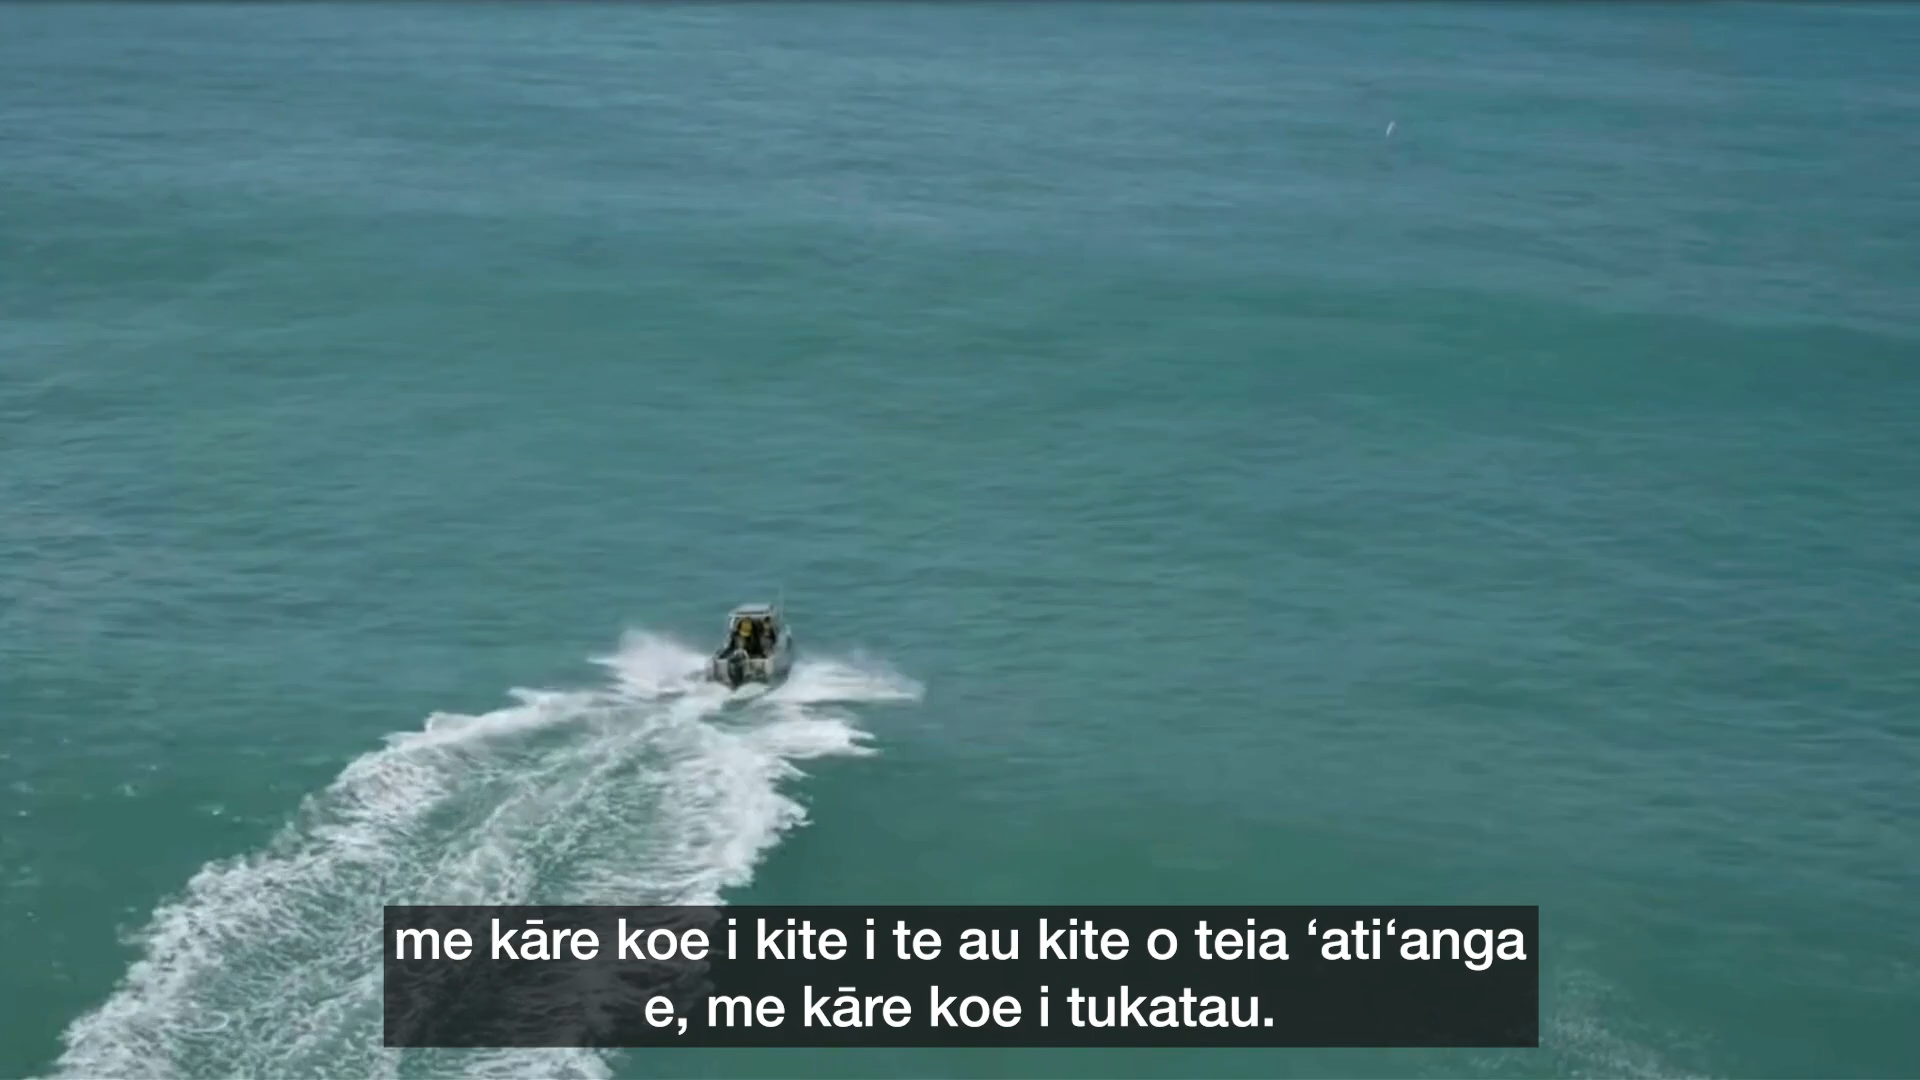 me kāre koe i kite i te au kite o teia ‘ati‘anga
e, me kāre koe i tukatau.